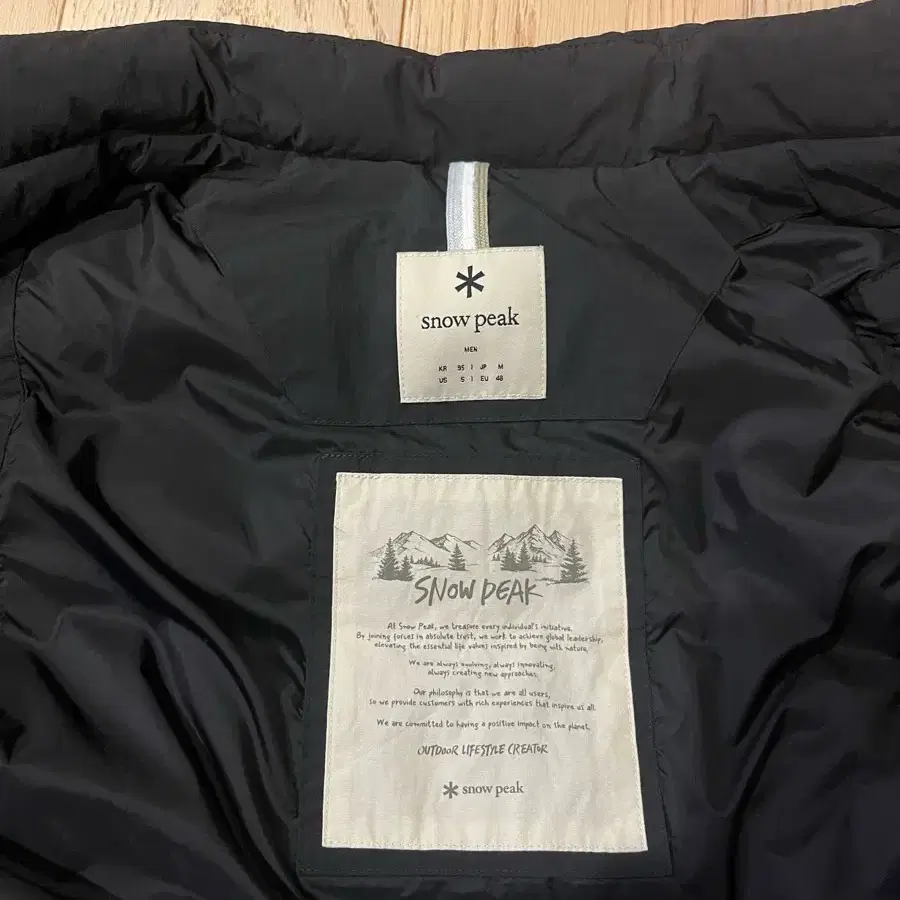 snow peak
MEN
KR 95 | JP M
US S | EU 48
SNOW PEAK
At Snow Peak, we treasure every individual's initiative.
By joining forces in absolute trust, we work to achieve global leadership,
elevating the essential life values inspired by being with nature.
We are always evolving, always innovating,
always creating new approaches.
Our philosophy is that we are all users,
so we provide customers with rich experiences that inspire us all.
We are committed to having a positive impact on the planet.
OUTDOOR LIFESTYLE CREATOR
snow peak